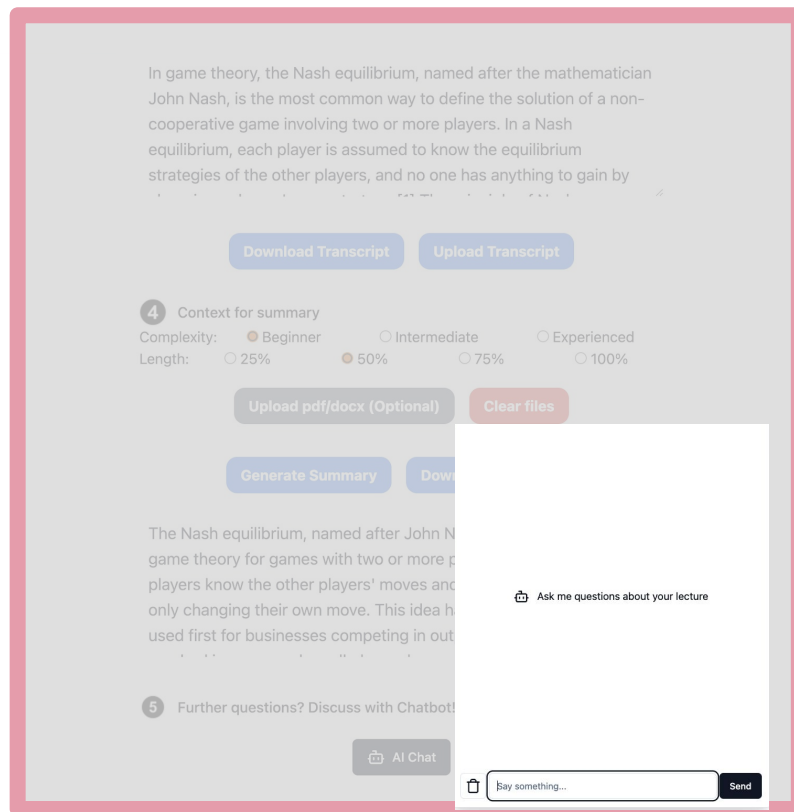 In game theory, the Nash equilibrium, named after the mathematician
John Nash, is the most common way to define the solution of a non-
cooperative game involving two or more players. In a Nash
equilibrium, each player is assumed to know the equilibrium
strategies of the other players, and no one has anything to gain by
Download Transcript Upload Transcript
4 Context for summary
Complexity: Beginner Intermediate Experienced
Length: 25% 50% 75% 100%
Upload pdf/docx (Optional) Clear files
Generate Summary Down
The Nash equilibrium, named after John N
game theory for games with two or more p
players know the other players' moves and
only changing their own move. This idea h
used first for businesses competing in out
Ask me questions about your lecture
5 Further questions? Discuss with Chatbot!
AI Chat
Say something... Send